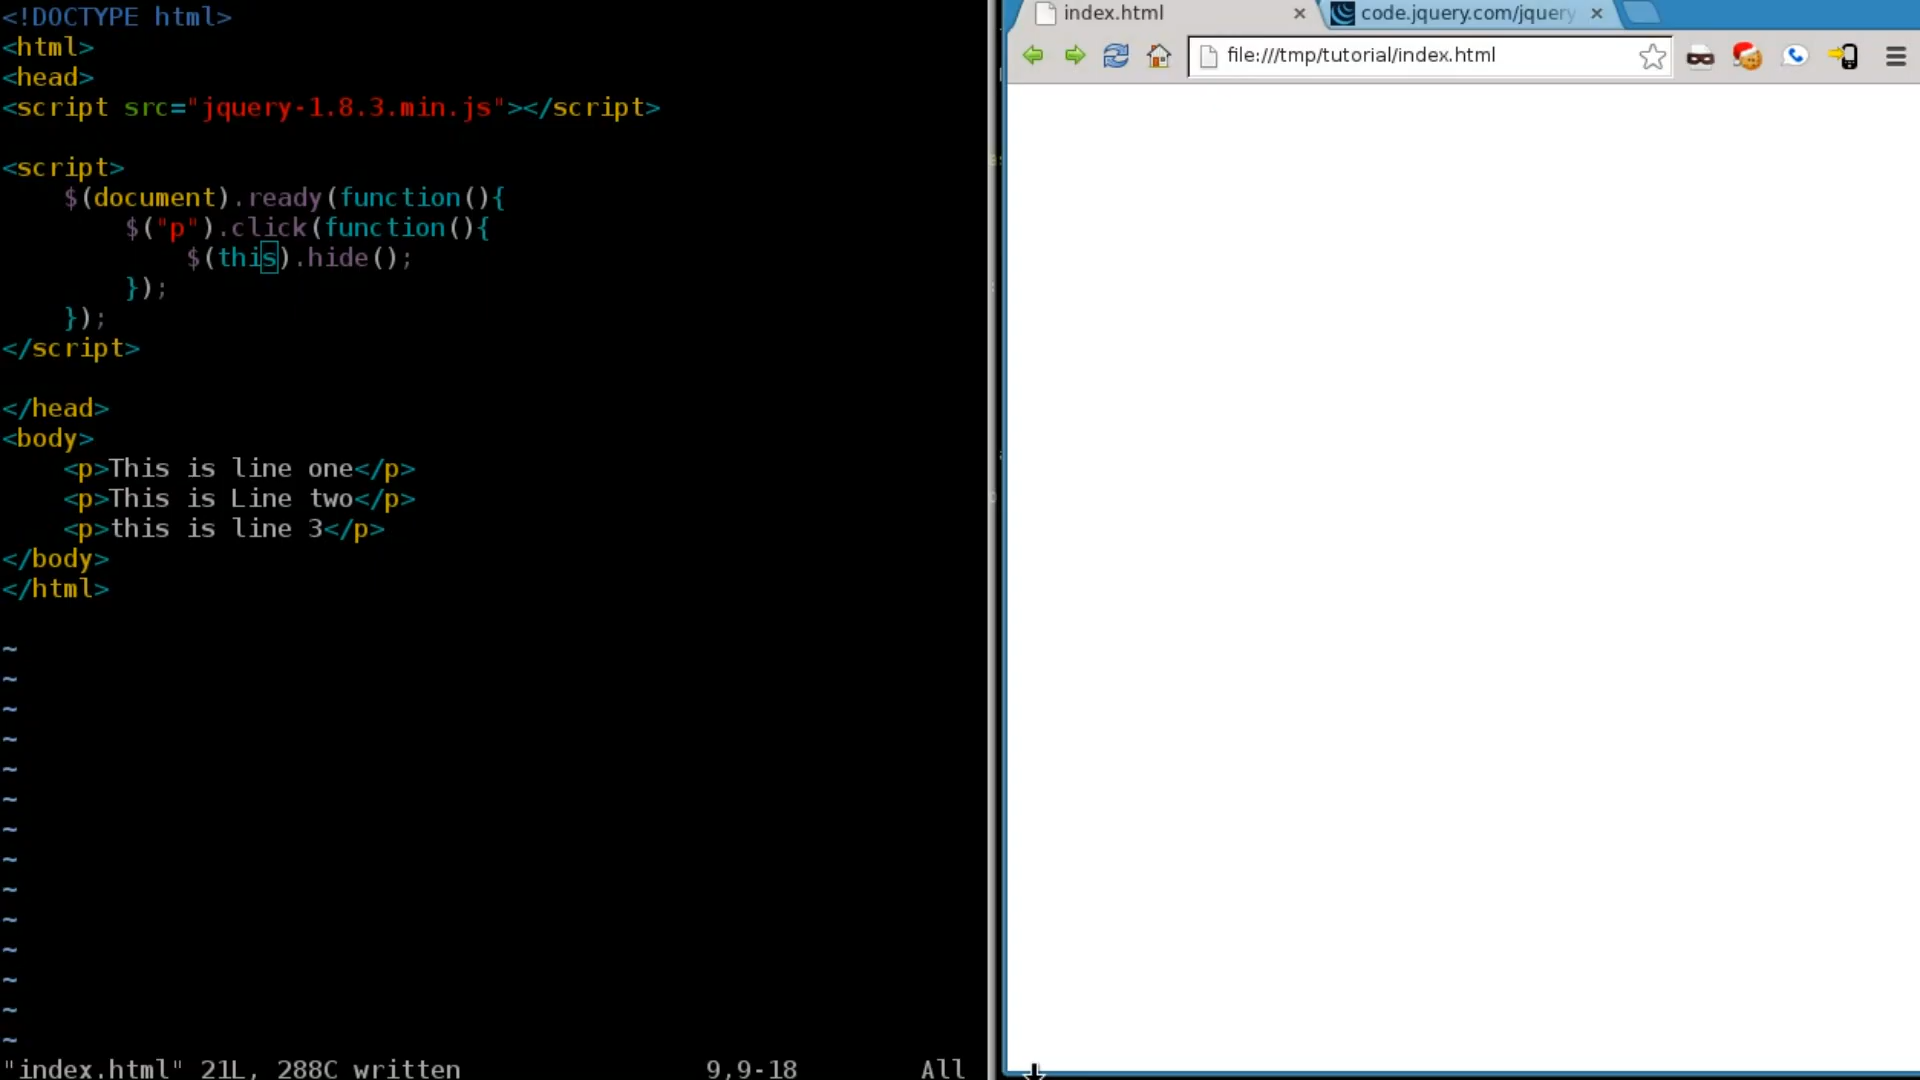 <!DOCTYPE html>
<html>
<head>
<script src="jquery-1.8.3.min.js"></script>
<script>
$(document).ready(function(){
$("p").click(function(){
$(this).hide();
});
});
</script>
</head>
<body>
<p>This is line one</p>
<p>This is Line two</p>
<p>this is line 3</p>
</body>
</html>
~
~
~
~
~
~
~
~
~
~
~
~
~
~
"index.html" 21L, 288C written 9,9-18 All
index.html
code.jquery.com/jquery
file:///tmp/tutorial/index.html